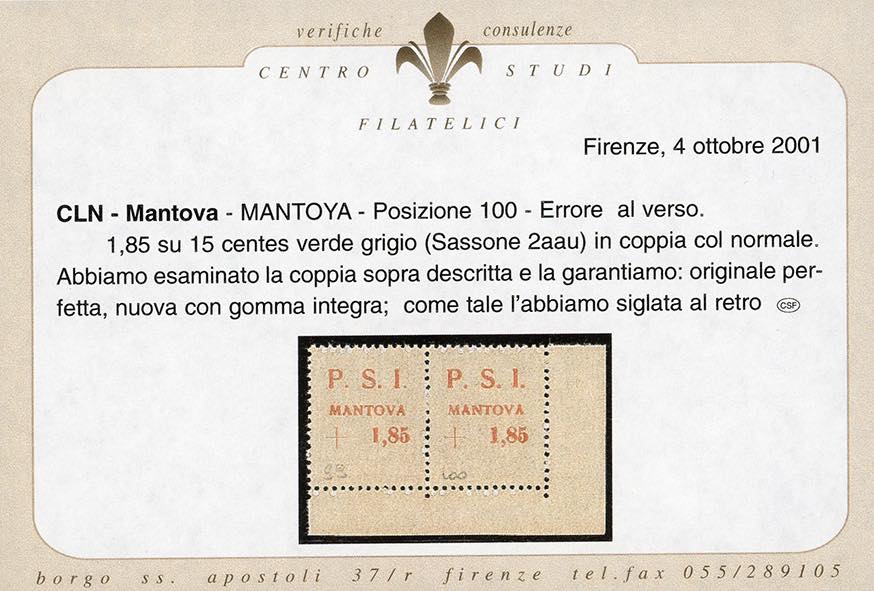 verifiche consulenze
CENTRO STUDI
FILATELICI
Firenze, 4 ottobre 2001
CLN - Mantova - MANTOYA - Posizione 100 - Errore al verso.
1,85 su 15 centes verde grigio (Sassone 2aau) in coppia col normale.
Abbiamo esaminato la coppia sopra descritta e la garantiamo: originale per-
fetta, nuova con gomma integra; come tale l'abbiamo siglata al retro CSF
P. S. I. P. S. I.
MANTOVA MANTOVA
+ 1,85 + 1,85
99 100
borgo ss. apostoli 37/r firenze tel.fax 055/289105